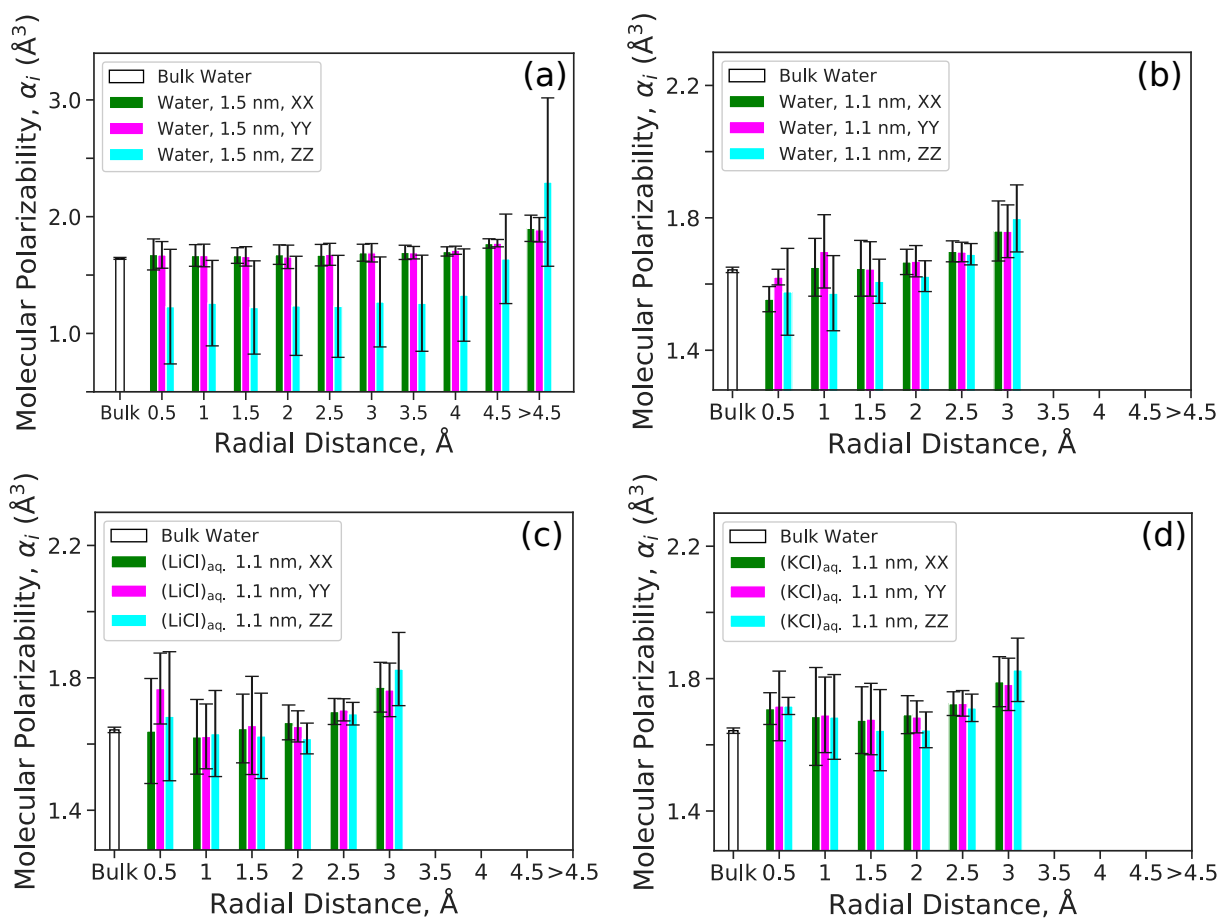 (a)
Molecular Polarizability, αᵢ (Å³)
3.0
2.0
1.0
Bulk Water
Water, 1.5 nm, XX
Water, 1.5 nm, YY
Water, 1.5 nm, ZZ
Bulk 0.5 1 1.5 2 2.5 3 3.5 4 4.5 >4.5
Radial Distance, Å
(b)
Molecular Polarizability, αᵢ (Å³)
2.2
1.8
1.4
Bulk Water
Water, 1.1 nm, XX
Water, 1.1 nm, YY
Water, 1.1 nm, ZZ
Bulk 0.5 1 1.5 2 2.5 3 3.5 4 4.5 >4.5
Radial Distance, Å
(c)
Molecular Polarizability, αᵢ (Å³)
2.2
1.8
1.4
Bulk Water
(LiCl)aq. 1.1 nm, XX
(LiCl)aq. 1.1 nm, YY
(LiCl)aq. 1.1 nm, ZZ
Bulk 0.5 1 1.5 2 2.5 3 3.5 4 4.5 >4.5
Radial Distance, Å
(d)
Molecular Polarizability, αᵢ (Å³)
2.2
1.8
1.4
Bulk Water
(KCl)aq. 1.1 nm, XX
(KCl)aq. 1.1 nm, YY
(KCl)aq. 1.1 nm, ZZ
Bulk 0.5 1 1.5 2 2.5 3 3.5 4 4.5 >4.5
Radial Distance, Å